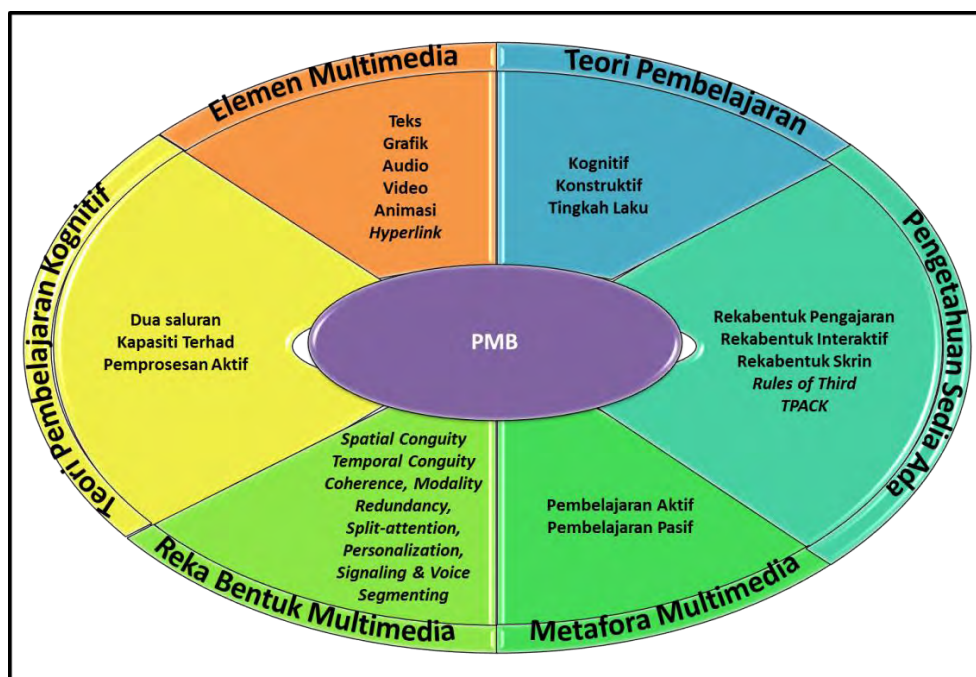 Elemen Multimedia
Teks
Grafik
Audio
Video
Animasi
Hyperlink
Teori Pembelajaran
Kognitif
Konstruktif
Tingkah Laku
Pengetahuan Sedia Ada
Rekabentuk Pengajaran
Rekabentuk Interaktif
Rekabentuk Skrin
Rules of Third
TPACK
Metafora Multimedia
Pembelajaran Aktif
Pembelajaran Pasif
Reka Bentuk Multimedia
Spatial Conguity
Temporal Conguity
Coherence, Modality
Redundancy,
Split-attention,
Personalization,
Signaling & Voice
Segmenting
Teori Pembelajaran Kognitif
Dua saluran
Kapasiti Terhad
Pemprosesan Aktif
PMB